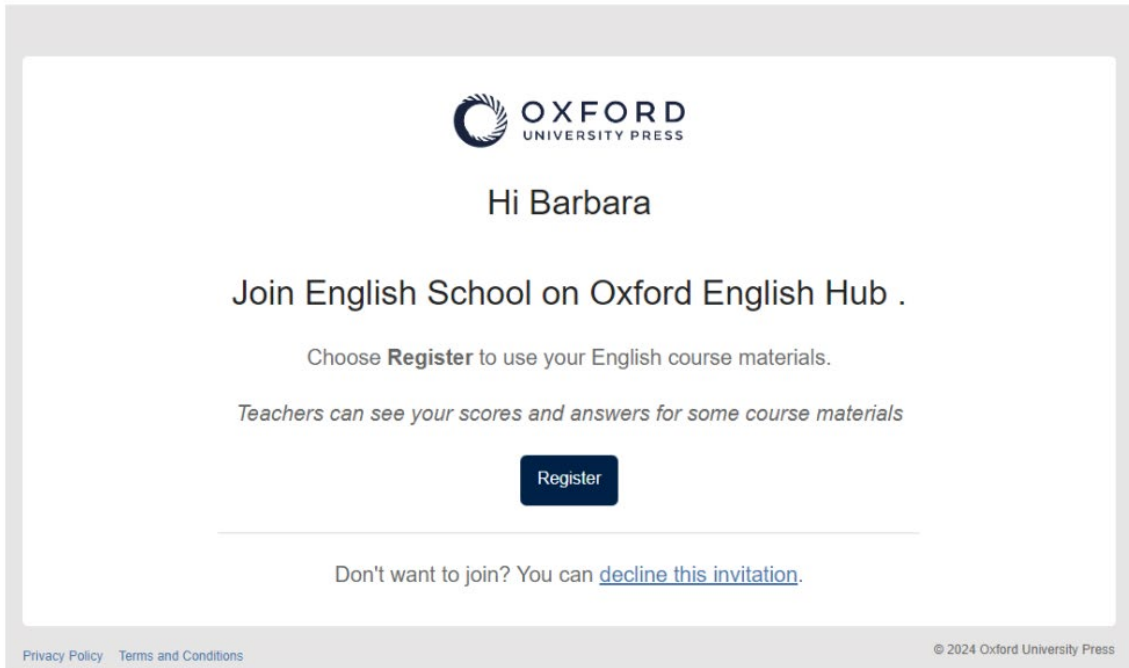 OXFORD
UNIVERSITY PRESS
Hi Barbara
Join English School on Oxford English Hub .
Choose Register to use your English course materials.
Teachers can see your scores and answers for some course materials
Register
Don't want to join? You can decline this invitation.
Privacy Policy Terms and Conditions
© 2024 Oxford University Press